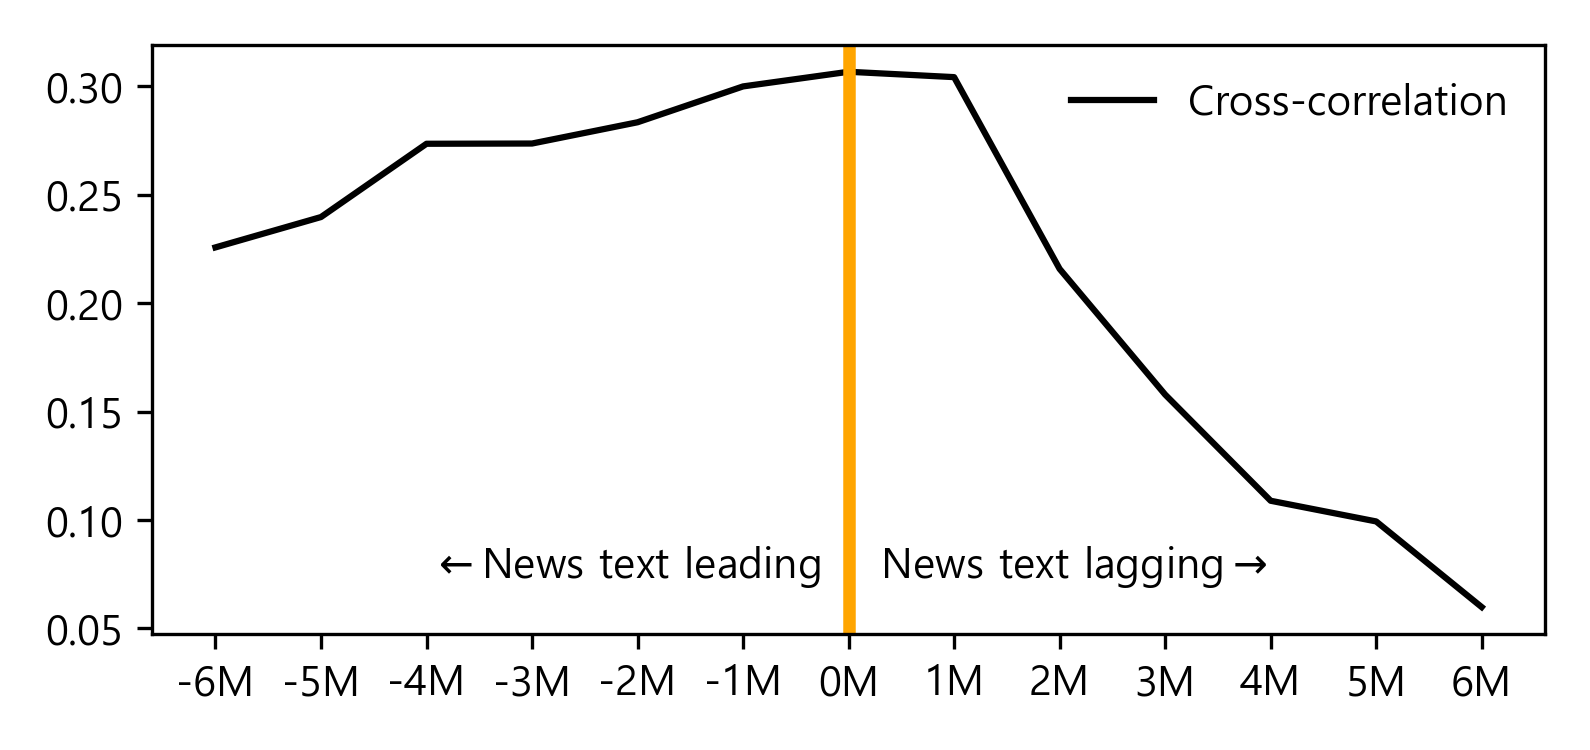 0.30
0.25
0.20
0.15
0.10
0.05
Cross-correlation
← News text leading
News text lagging →
-6M -5M -4M -3M -2M -1M 0M 1M 2M 3M 4M 5M 6M